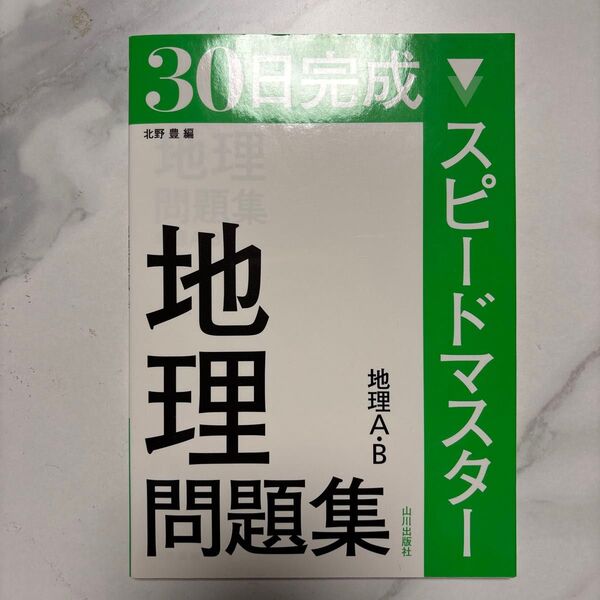 30日完成
スピードマスター
北野 豊 編
地理
問題集
地理
問題集
地理A・B
山川出版社